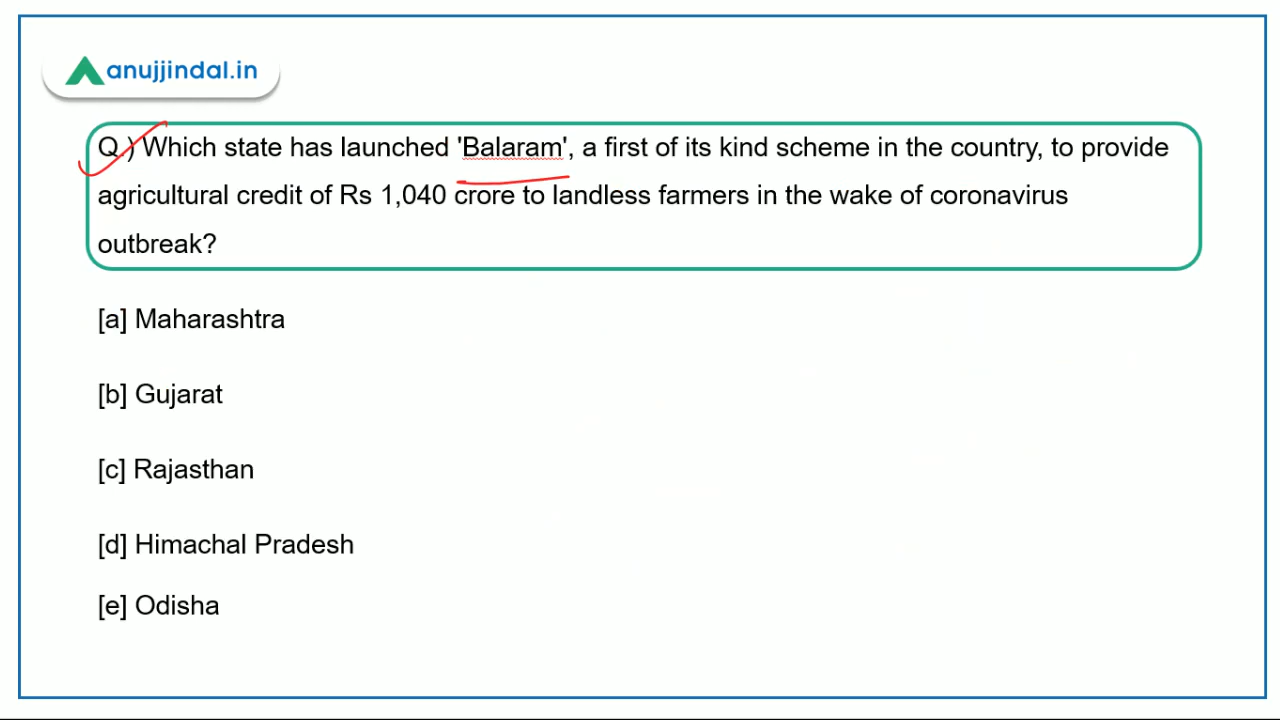 anujjindal.in
Q.) Which state has launched 'Balaram', a first of its kind scheme in the country, to provide
agricultural credit of Rs 1,040 crore to landless farmers in the wake of coronavirus
outbreak?
[a] Maharashtra
[b] Gujarat
[c] Rajasthan
[d] Himachal Pradesh
[e] Odisha